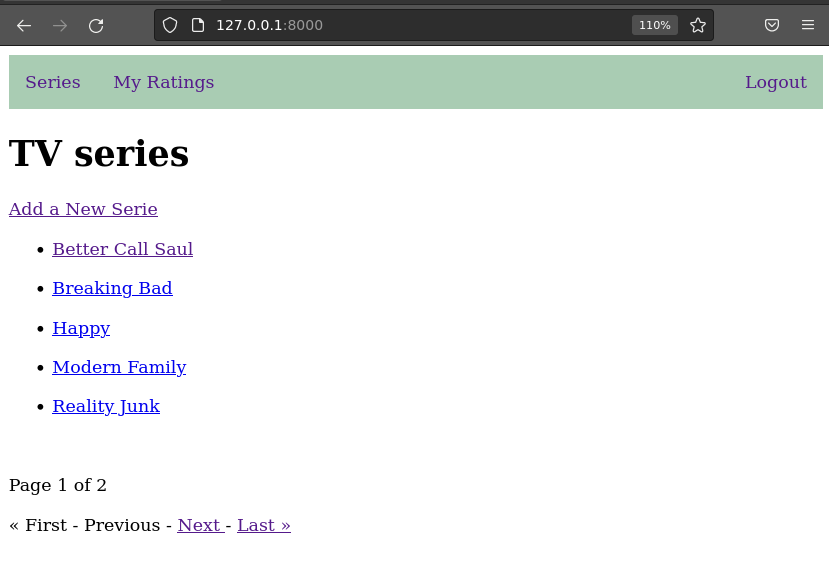 127.0.0.1:8000 110%
Series My Ratings Logout
TV series
Add a New Serie
• Better Call Saul
• Breaking Bad
• Happy
• Modern Family
• Reality Junk
Page 1 of 2
« First - Previous - Next - Last »